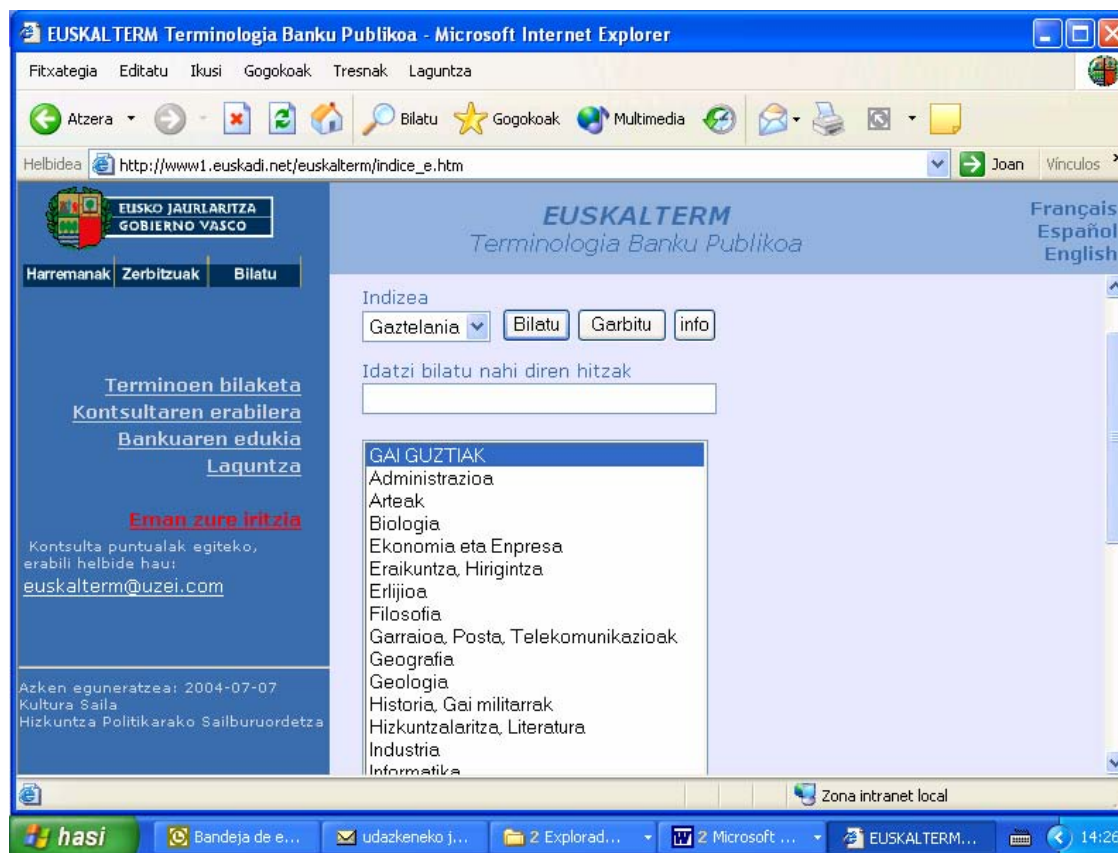 EUSKALTERM Terminologia Banku Publikoa - Microsoft Internet Explorer
Fitxategia Editatu Ikusi Gogokoak Tresnak Laguntza
Atzera Bilatu Gogokoak Multimedia
Helbidea http://www1.euskadi.net/euskalterm/indice_e.htm Joan Vínculos
EUSKO JAURLARITZA
GOBIERNO VASCO
Harremanak Zerbitzuak Bilatu
EUSKALTERM
Terminologia Banku Publikoa
Français
Español
English
Terminoen bilaketa
Kontsultaren erabilera
Bankuaren edukia
Laguntza
Eman zure iritzia
Kontsulta puntualak egiteko,
erabili helbide hau:
euskalterm@uzei.com
Azken eguneratzea: 2004-07-07
Kultura Saila
Hizkuntza Politikarako Sailburuordetza
Indizea
Gaztelania Bilatu Garbitu info
Idatzi bilatu nahi diren hitzak
GAI GUZTIAK
Administrazioa
Arteak
Biologia
Ekonomia eta Enpresa
Eraikuntza, Hirigintza
Erlijioa
Filosofia
Garraioa, Posta, Telekomunikazioak
Geografia
Geologia
Historia, Gai militarrak
Hizkuntzalaritza, Literatura
Industria
Informatika
Zona intranet local
hasi Bandeja de e... udazkeneko j... 2 Explorad... 2 Microsoft ... EUSKALTERM... 14:26